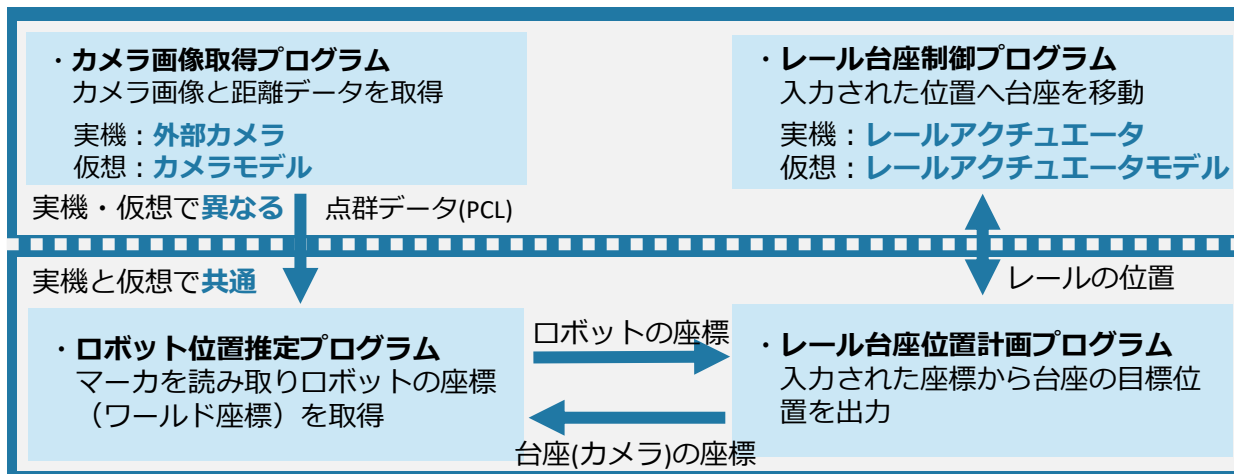 ・カメラ画像取得プログラム
カメラ画像と距離データを取得
実機：外部カメラ
仮想：カメラモデル
・レール台座制御プログラム
入力された位置へ台座を移動
実機：レールアクチュエータ
仮想：レールアクチュエータモデル
実機・仮想で異なる
点群データ(PCL)
実機と仮想で共通
レールの位置
・ロボット位置推定プログラム
マーカを読み取りロボットの座標
（ワールド座標）を取得
ロボットの座標
台座(カメラ)の座標
・レール台座位置計画プログラム
入力された座標から台座の目標位
置を出力